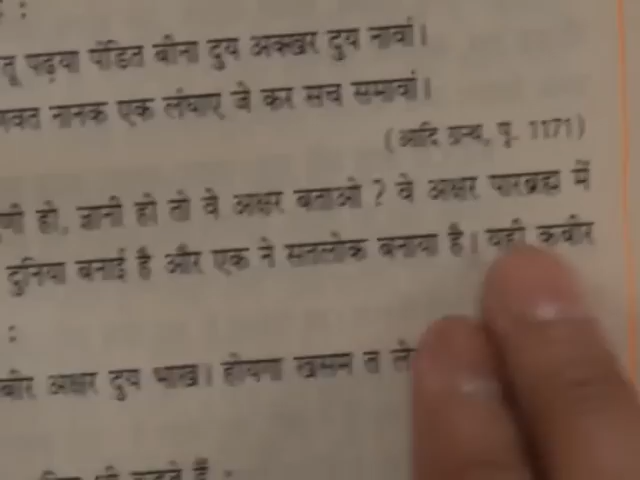 तू पढ़या पंडित बीना दुय अक्खर दुय नावां।
नानक एक लंघाए जे कर सच समावां।
(आदि ग्रन्थ, पृ. 1171)
हो, ज्ञानी हो तो वे अक्षर बताओ ? वे अक्षर पारब्रह्म में
दुनिया बनाई है और एक ने सतलोक बनाया है। यही कबीर
:
अक्षर दुय भाख। होयगा खसम त